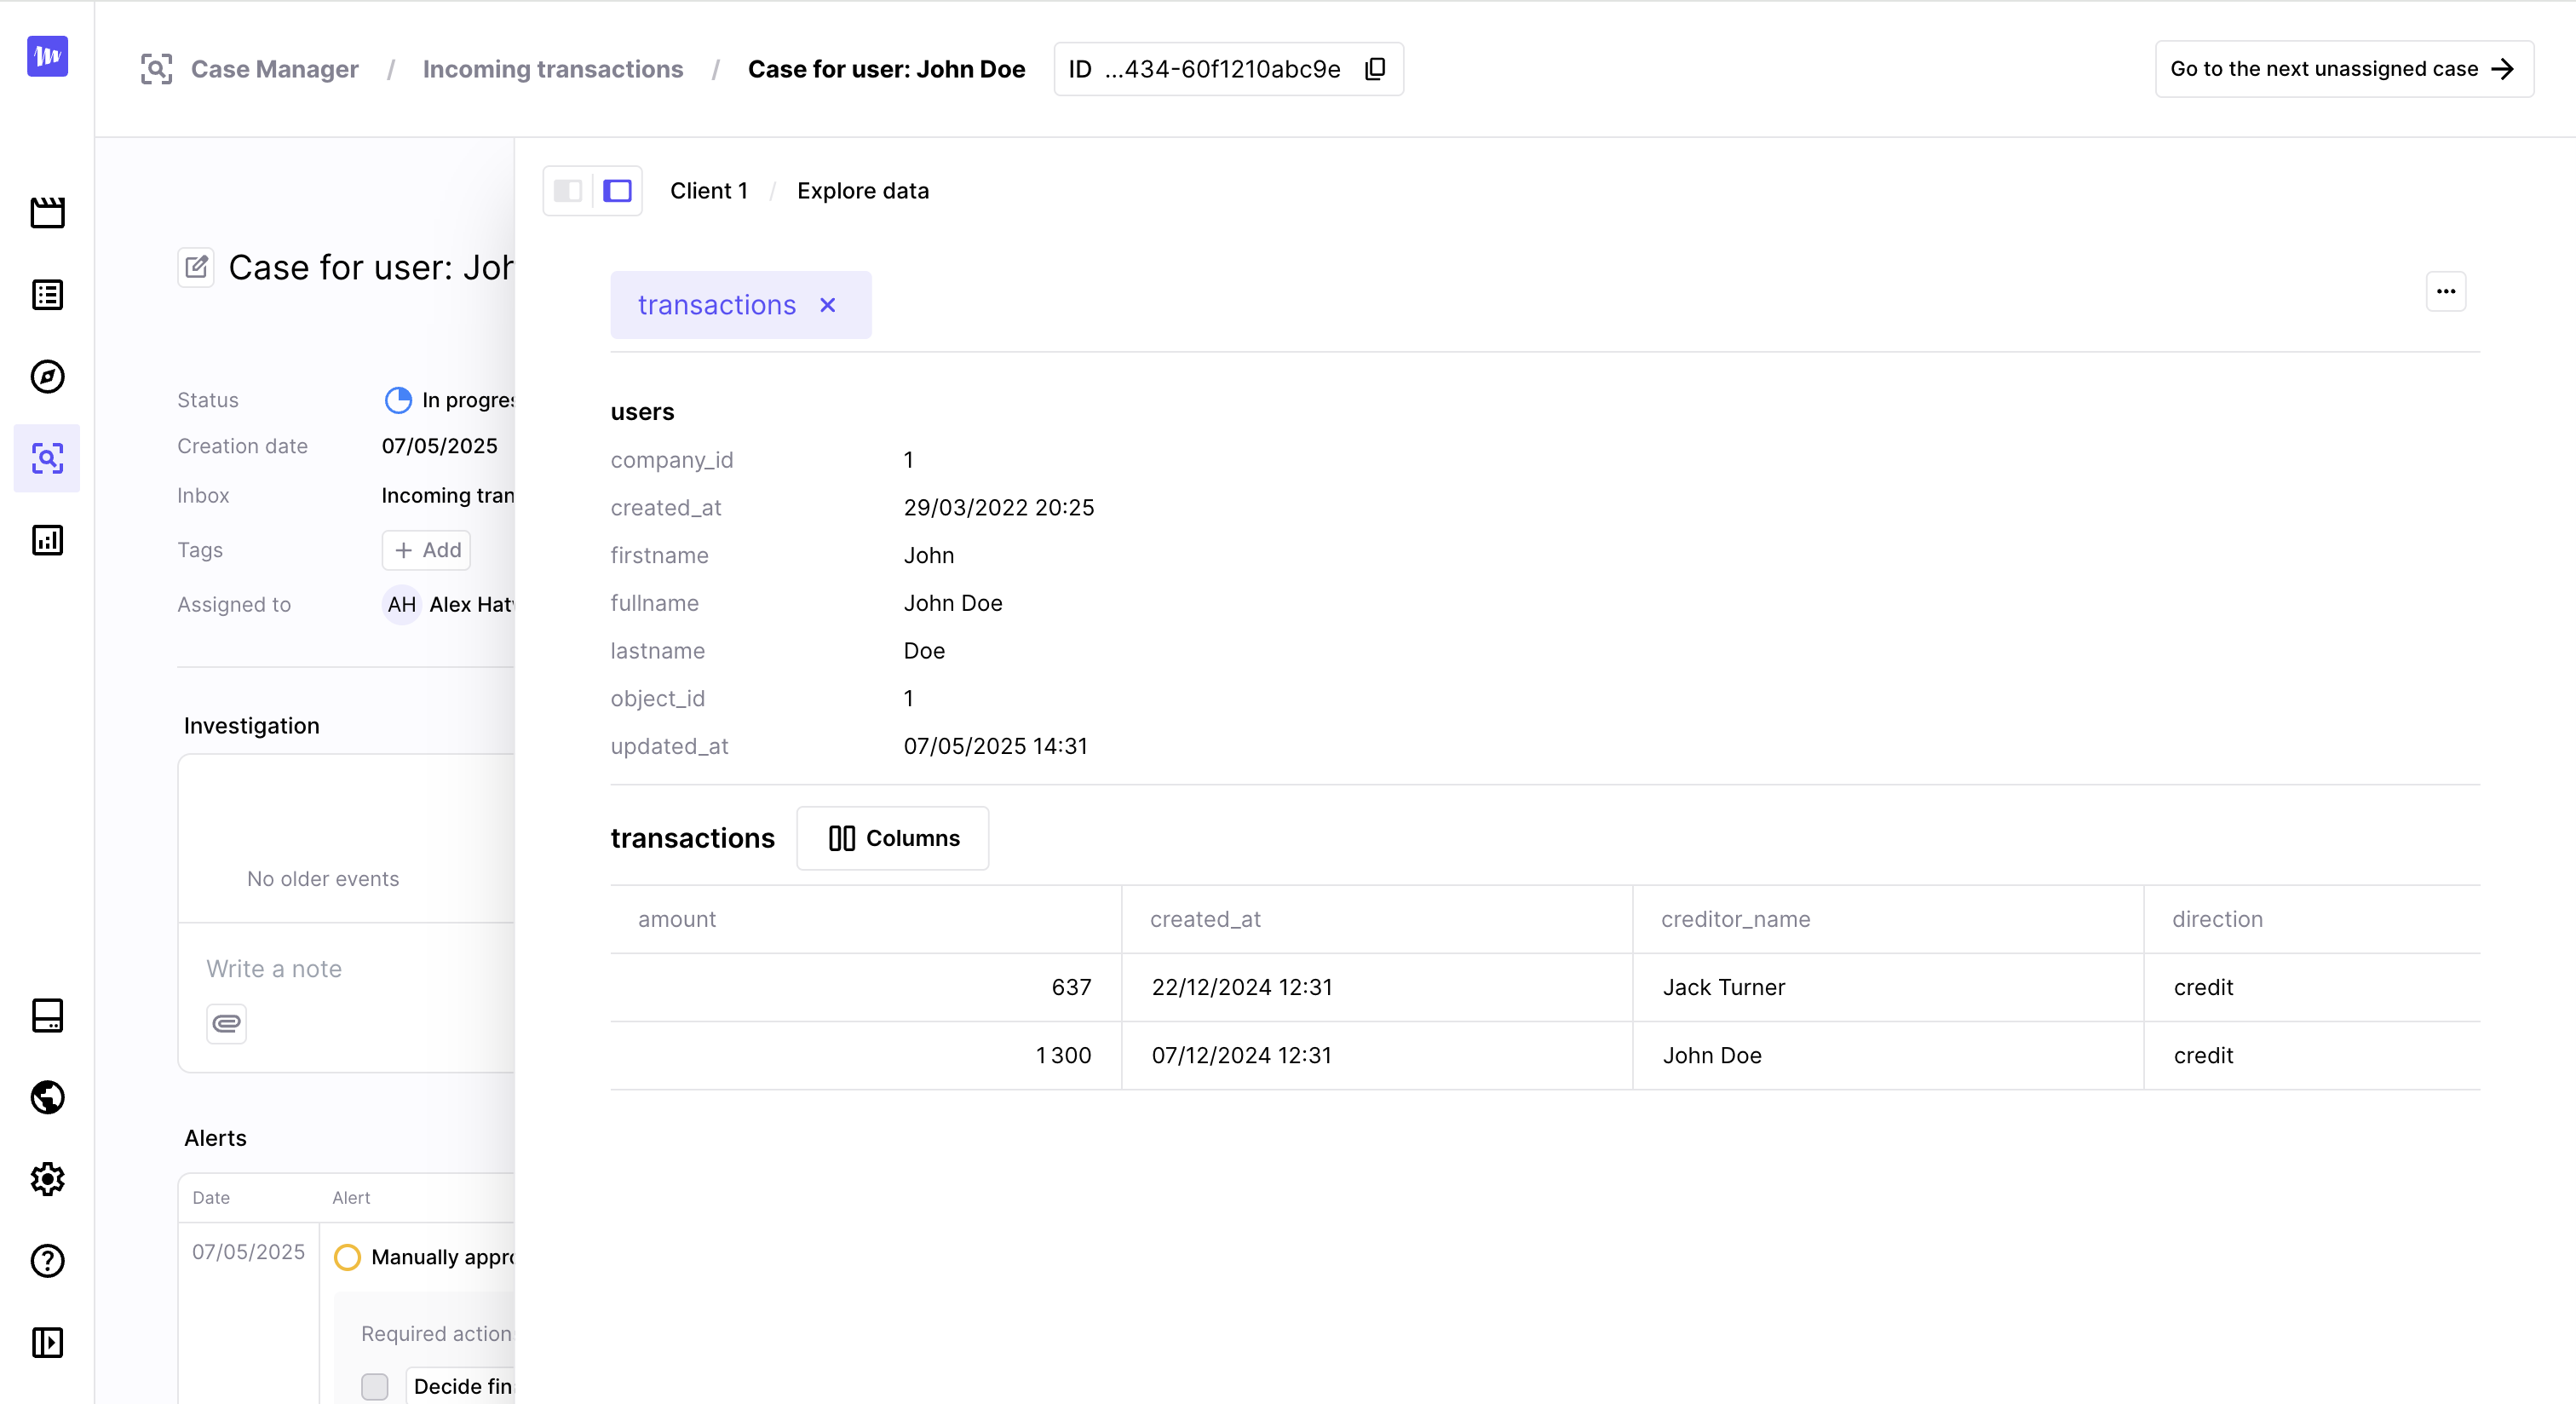 Case Manager / Incoming transactions / Case for user: John Doe ID ...434-60f1210abc9e Go to the next unassigned case
Client 1 / Explore data
Case for user: Joh
transactions
Status In progres
Creation date 07/05/2025
Inbox Incoming tran
Tags + Add
Assigned to AH Alex Hat
Investigation
No older events
Write a note
Alerts
Date Alert
07/05/2025 Manually appro
Required action
Decide fin
users
company_id 1
created_at 29/03/2022 20:25
firstname John
fullname John Doe
lastname Doe
object_id 1
updated_at 07/05/2025 14:31
transactions Columns
amount created_at creditor_name direction
637 22/12/2024 12:31 Jack Turner credit
1 300 07/12/2024 12:31 John Doe credit